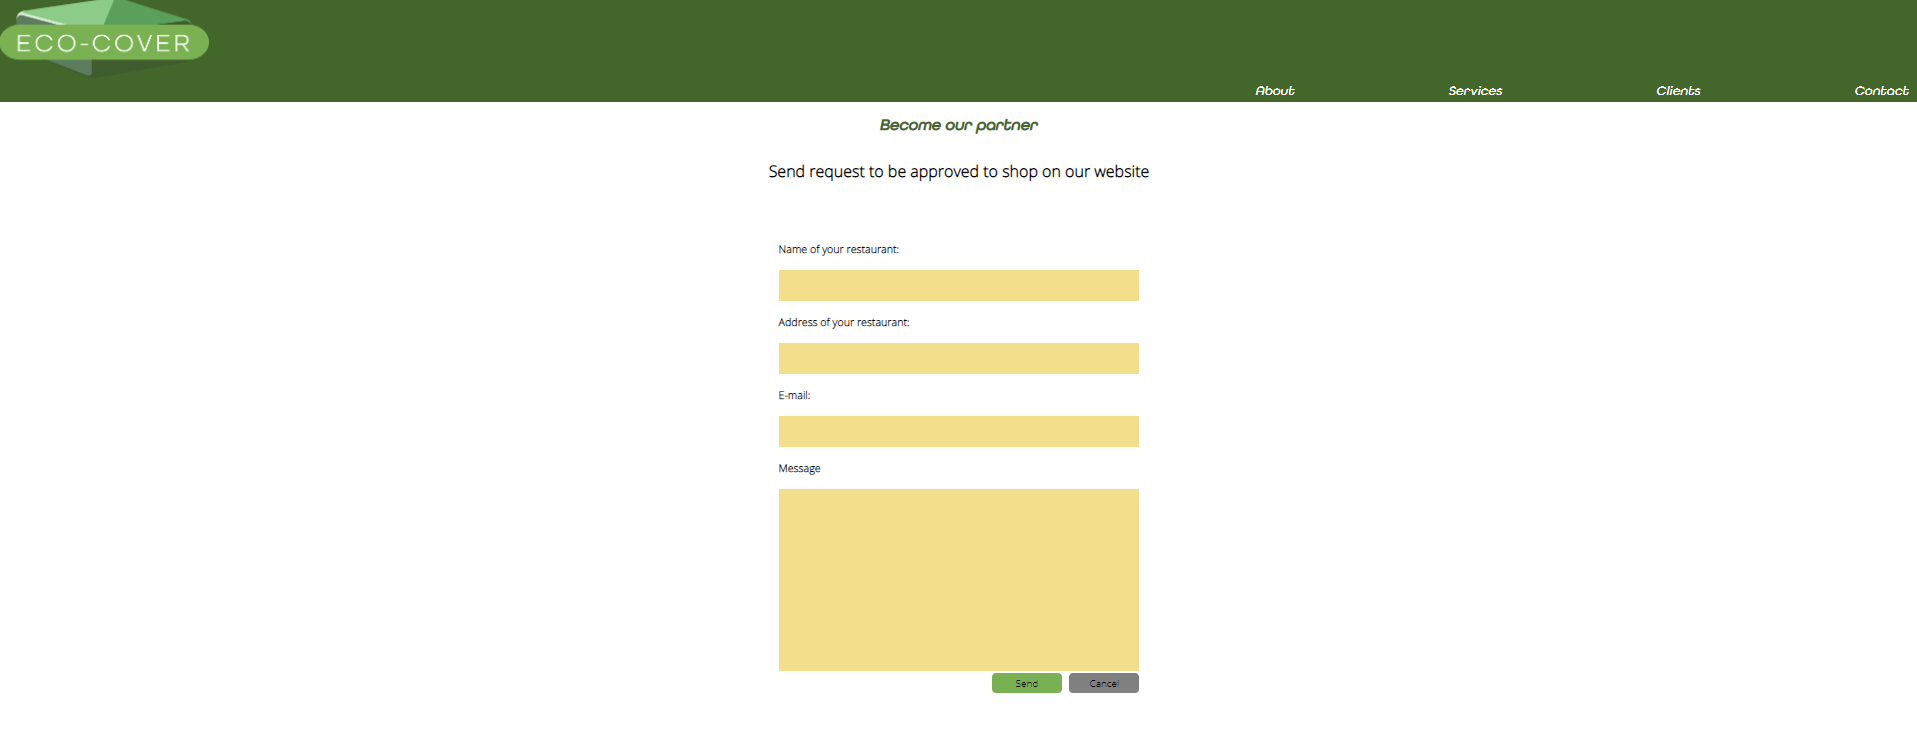 ECO-COVER
About Services Clients Contact
Become our partner
Send request to be approved to shop on our website
Name of your restaurant:
Address of your restaurant:
E-mail:
Message
Send Cancel